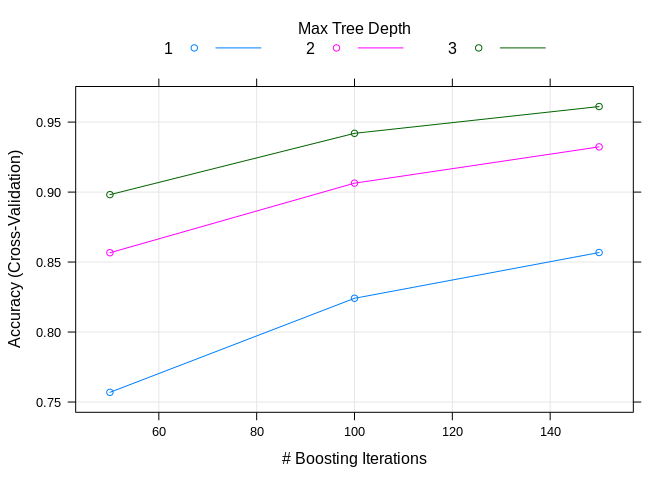 Max Tree Depth
1 2 3
Accuracy (Cross-Validation)
0.95
0.90
0.85
0.80
0.75
60 80 100 120 140
# Boosting Iterations